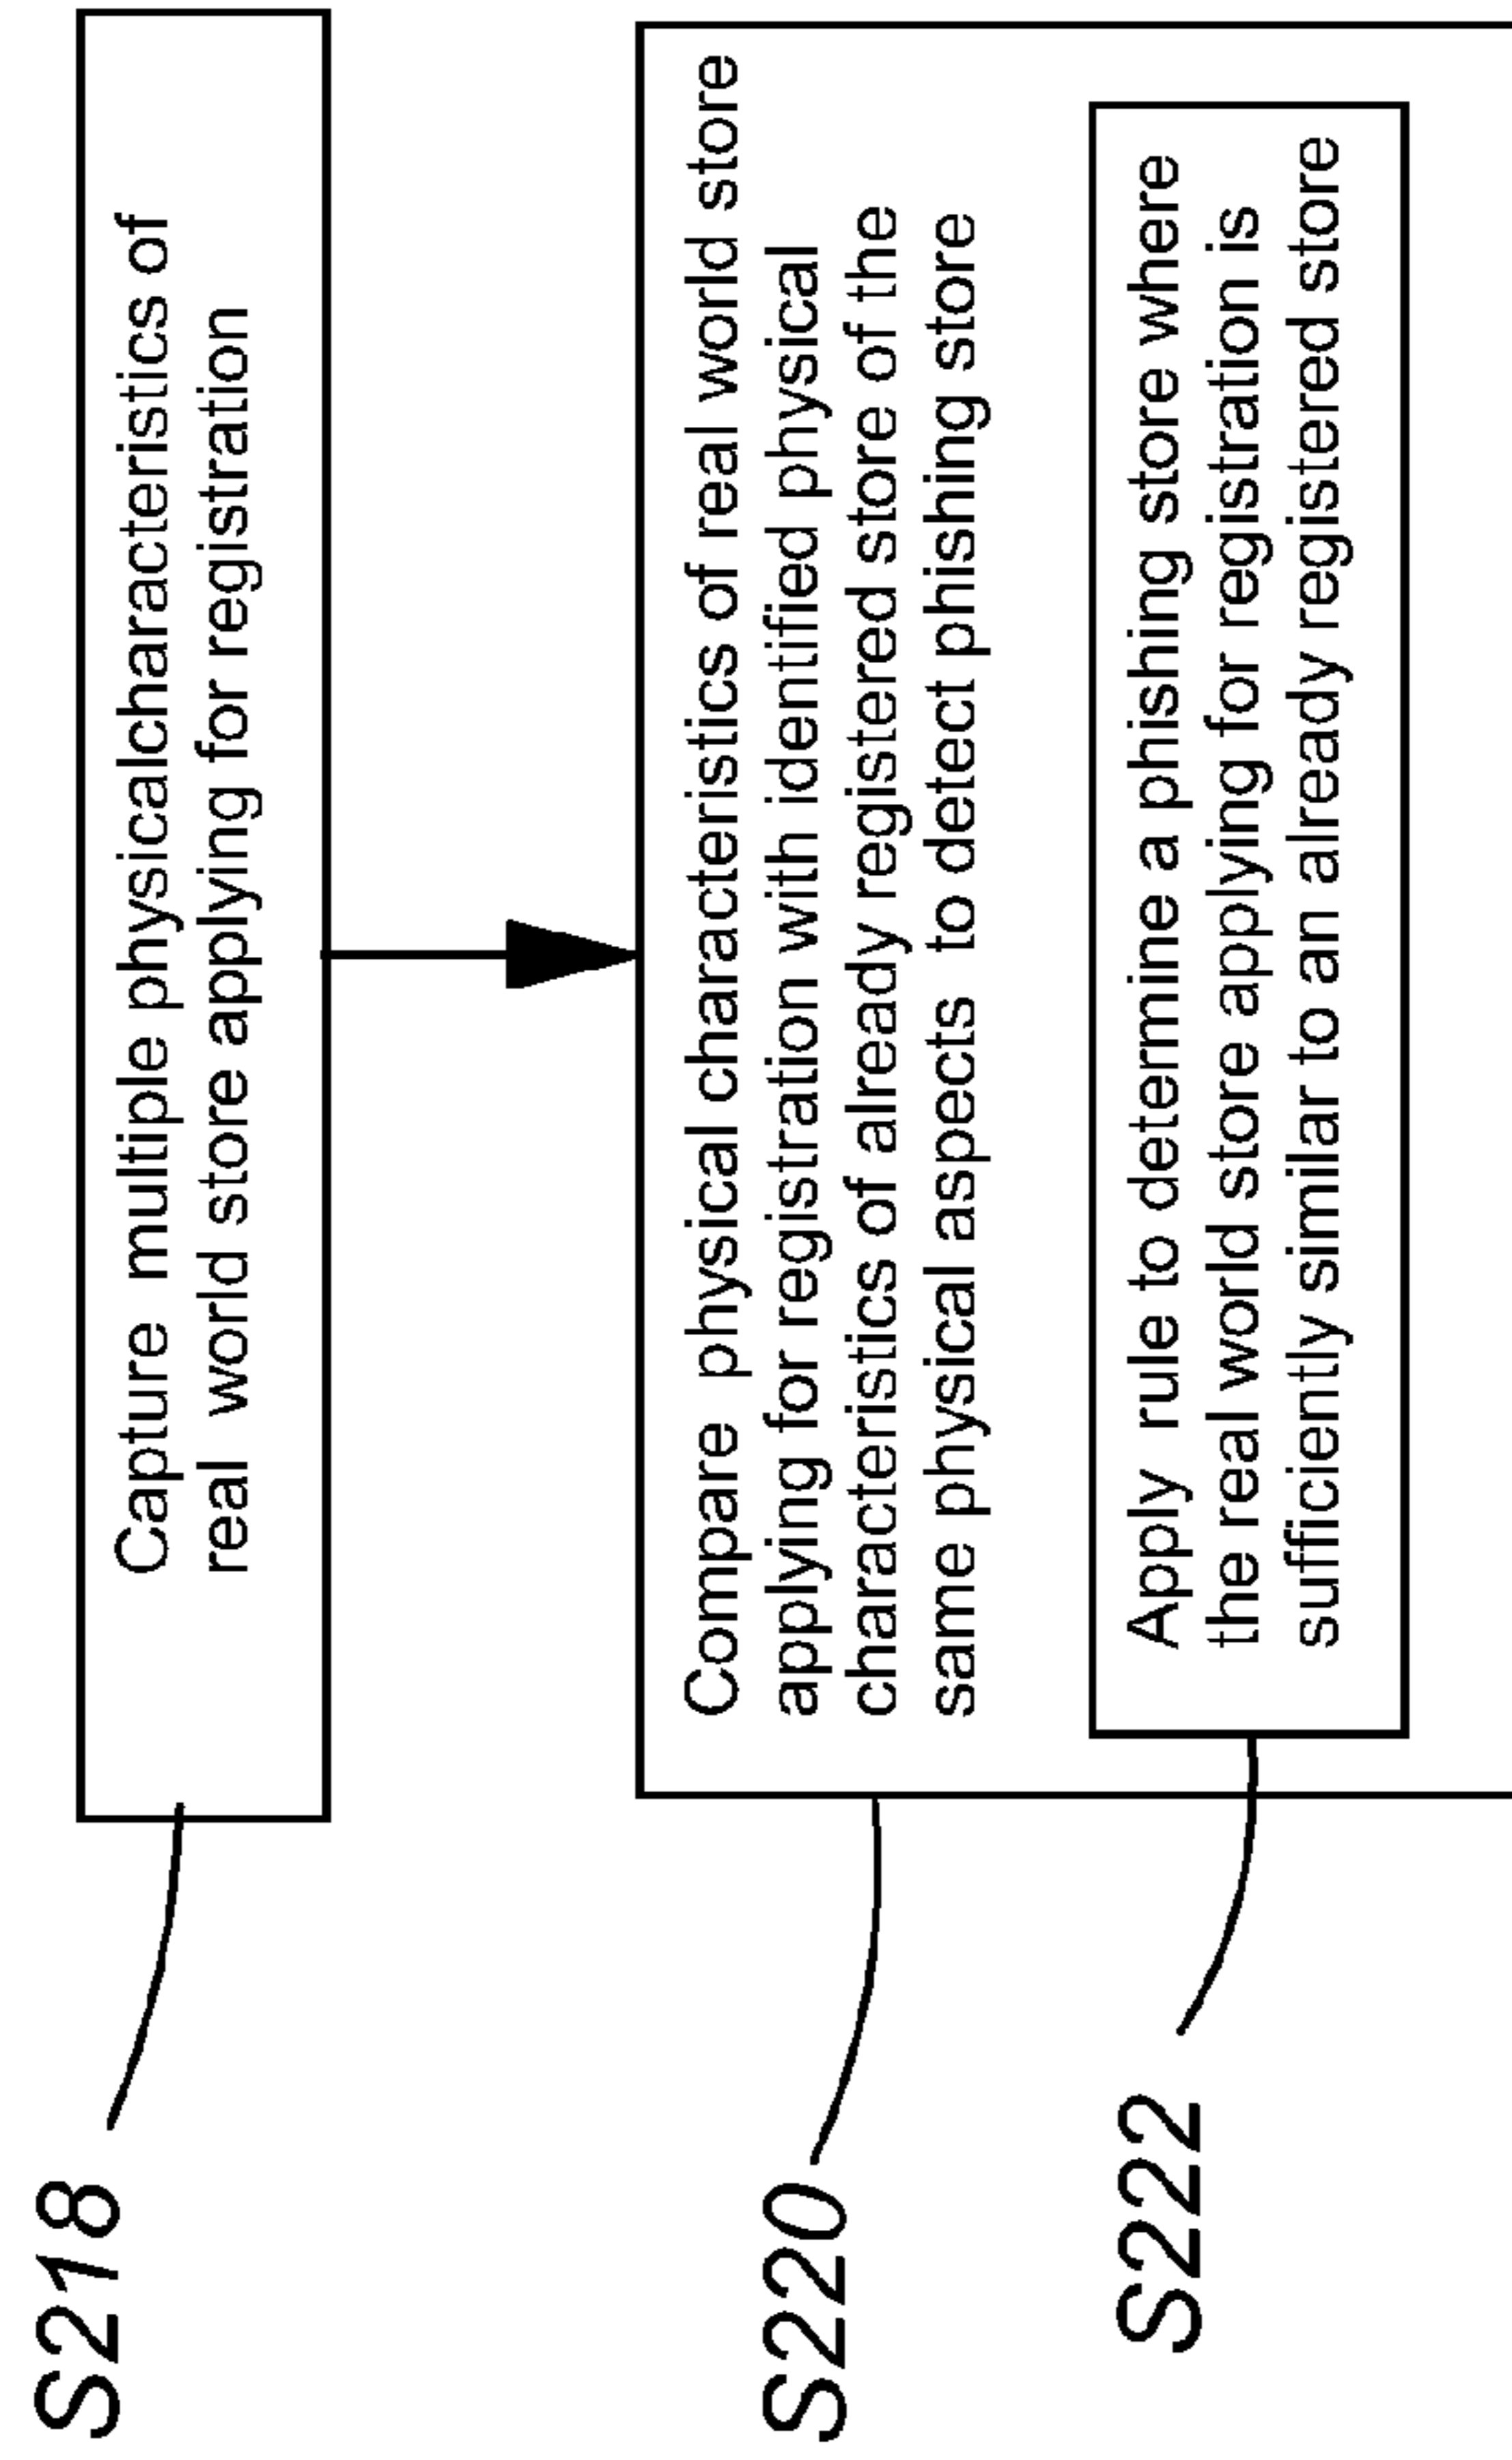 S218
Capture multiple physicalcharacteristics of
real world store applying for registration
S220
Compare physical characteristics of real world store
applying for registration with identified physical
characteristics of already registered store of the
same physical aspects to detect phishing store
S222
Apply rule to determine a phishing store where
the real world store applying for registration is
sufficiently similar to an already registered store